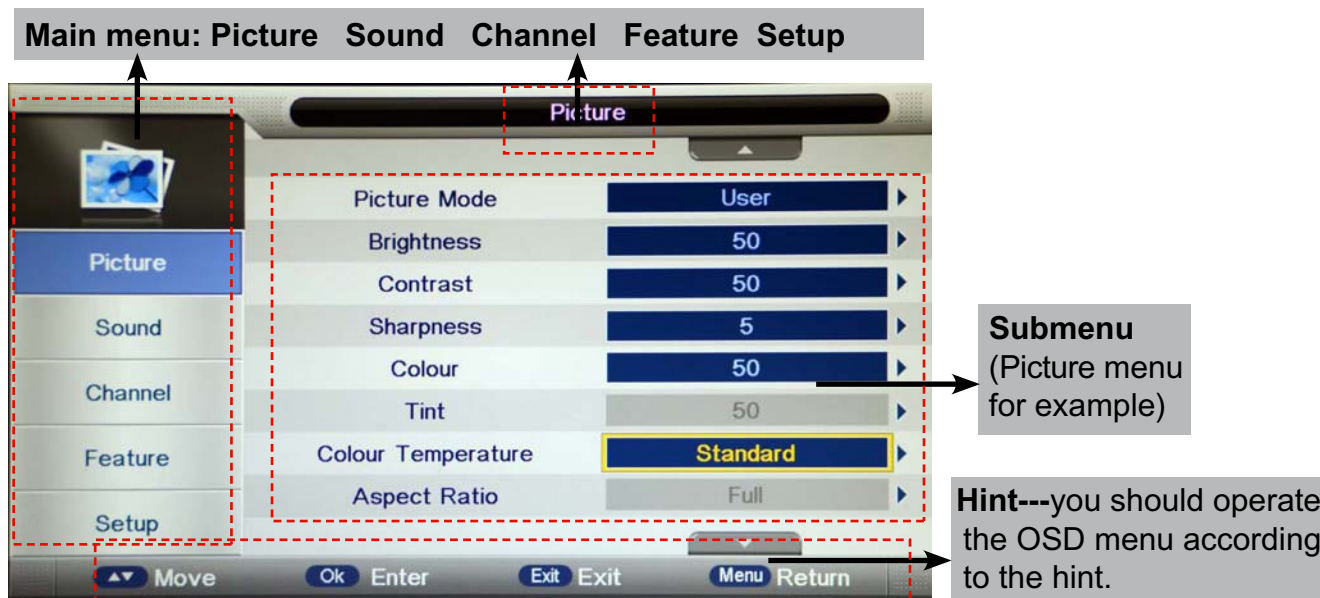 Main menu: Picture Sound Channel Feature Setup
Picture
Picture
Sound
Channel
Feature
Setup
Picture Mode User
Brightness 50
Contrast 50
Sharpness 5
Colour 50
Tint 50
Colour Temperature Standard
Aspect Ratio Full
Move Ok Enter Exit Exit Menu Return
Submenu
(Picture menu
for example)
Hint---you should operate
the OSD menu according
to the hint.